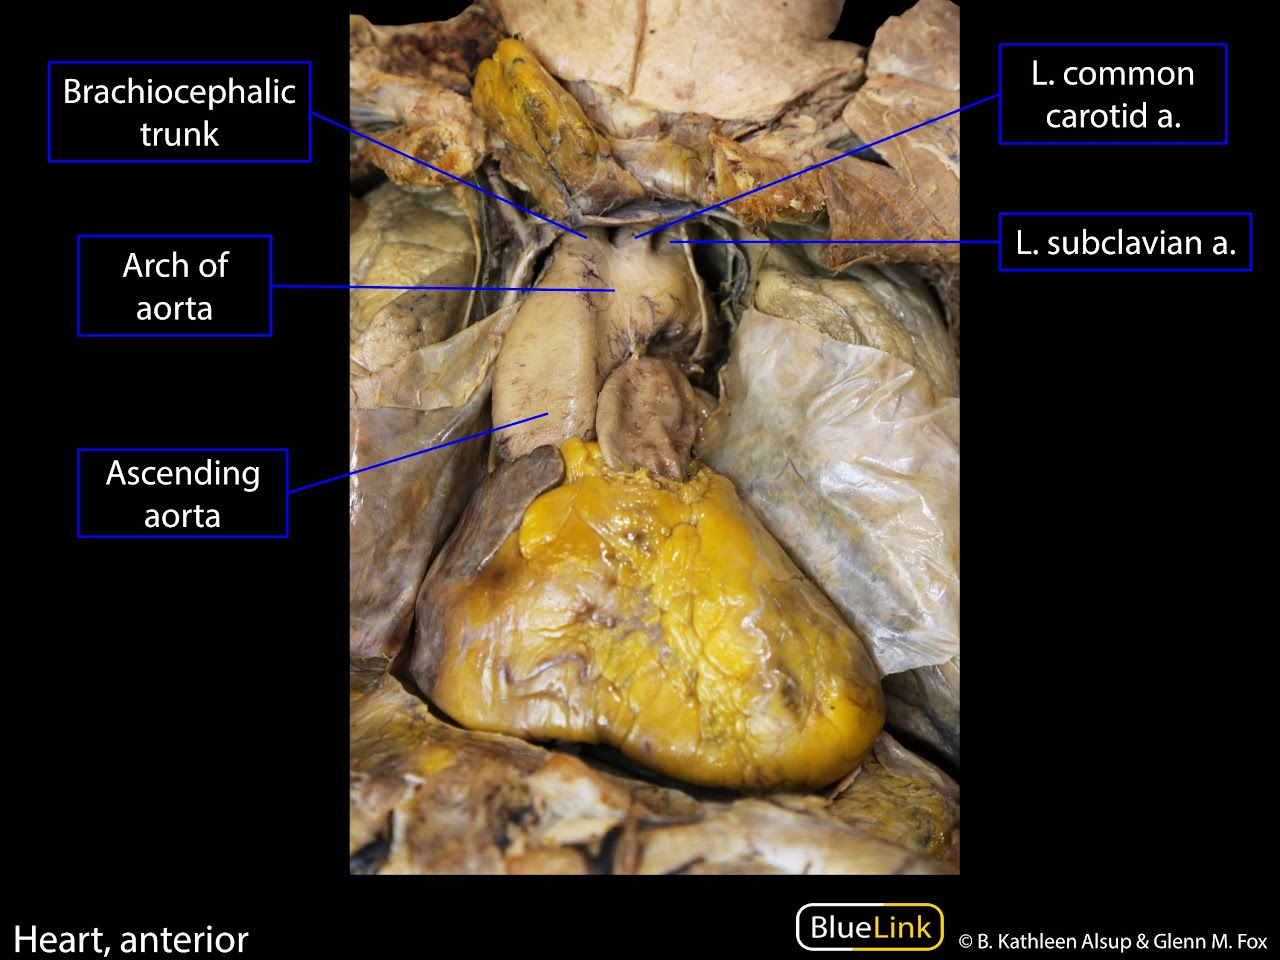 Brachiocephalic
trunk
L. common
carotid a.
Arch of
aorta
L. subclavian a.
Ascending
aorta
Heart, anterior
BlueLink
© B. Kathleen Alsup & Glenn M. Fox